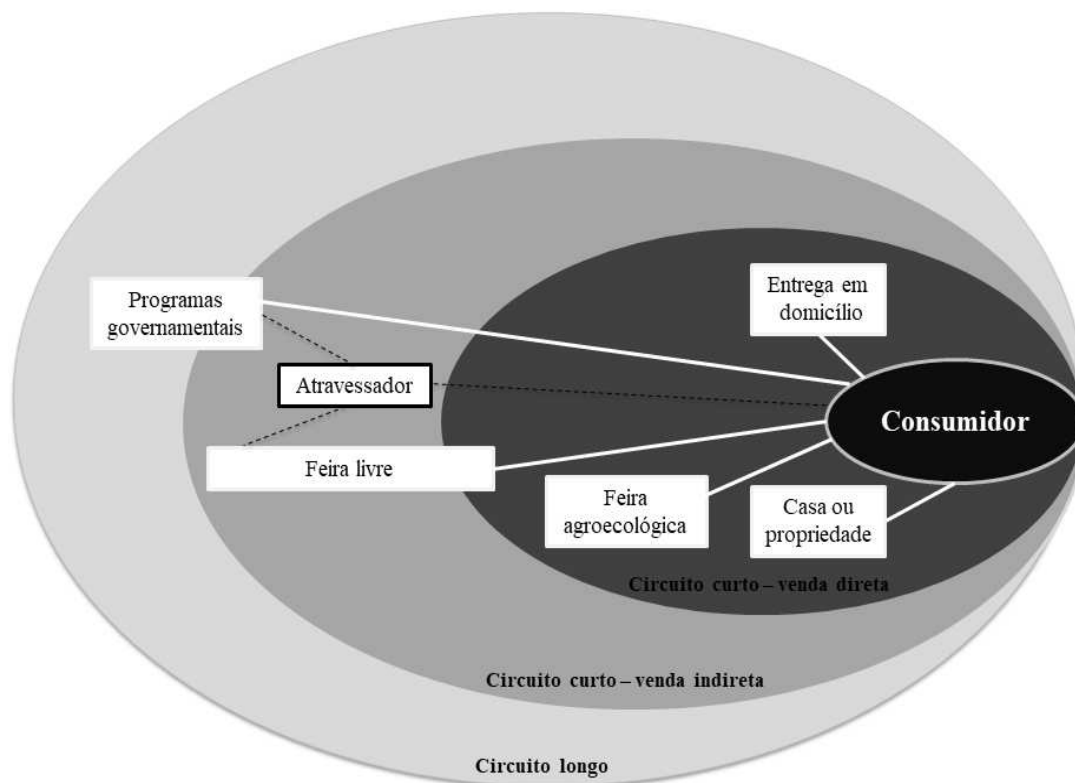 Entrega em
domicílio
Programas
governamentais
Atravessador
Consumidor
Feira livre
Feira
agroecológica
Casa ou
propriedade
Circuito curto – venda direta
Circuito curto – venda indireta
Circuito longo